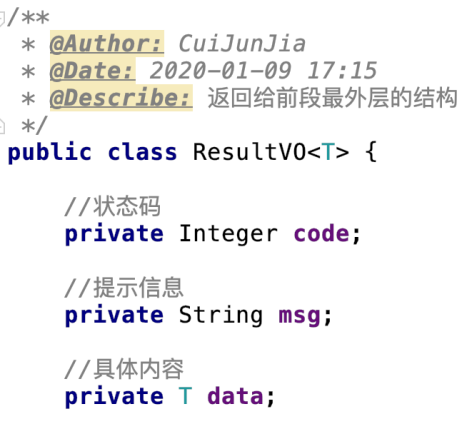 /**
 * @Author: CuiJunJia
 * @Date: 2020-01-09 17:15
 * @Describe: 返回给前段最外层的结构
 */
public class ResultVO<T> {
//状态码
private Integer code;
//提示信息
private String msg;
//具体内容
private T data;